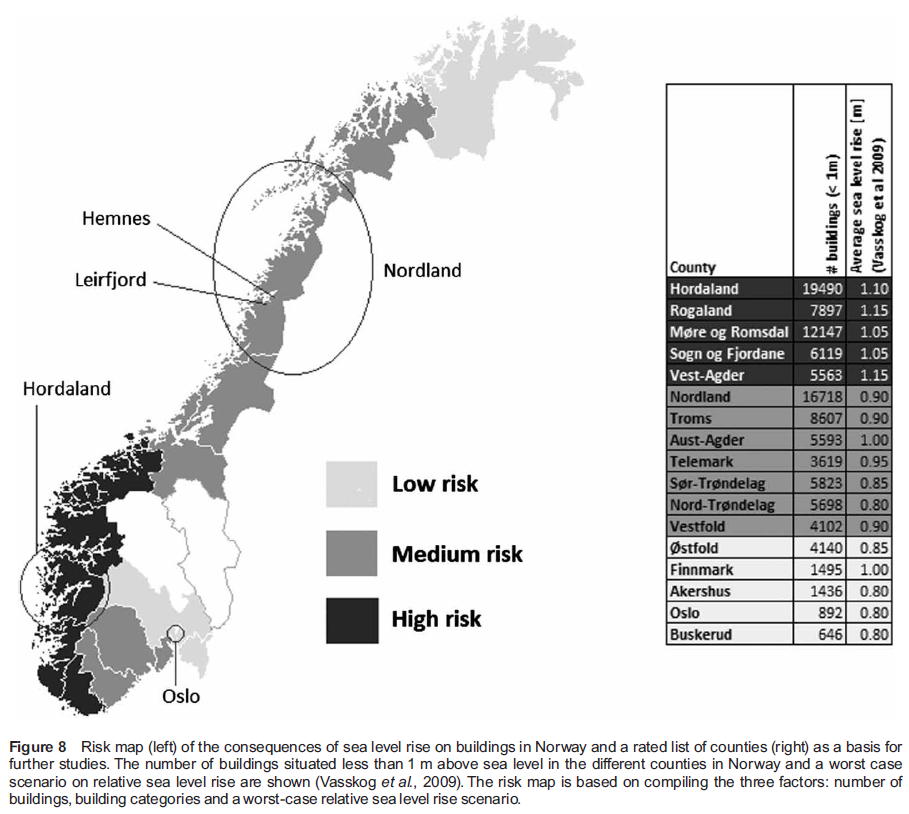 Hemnes
Leirfjord
Nordland
Hordaland
Oslo
Low risk
Medium risk
High risk
County # buildings (< 1m) Average sea level rise [m] (Vasskog et al 2009)
Hordaland 19490 1.10
Rogaland 7897 1.15
Møre og Romsdal 12147 1.05
Sogn og Fjordane 6119 1.05
Vest-Agder 5563 1.15
Nordland 16718 0.90
Troms 8607 0.90
Aust-Agder 5593 1.00
Telemark 3619 0.95
Sør-Trøndelag 5823 0.85
Nord-Trøndelag 5698 0.80
Vestfold 4102 0.90
Østfold 4140 0.85
Finnmark 1495 1.00
Akershus 1436 0.80
Oslo 892 0.80
Buskerud 646 0.80
Figure 8 Risk map (left) of the consequences of sea level rise on buildings in Norway and a rated list of counties (right) as a basis for
further studies. The number of buildings situated less than 1 m above sea level in the different counties in Norway and a worst case
scenario on relative sea level rise are shown (Vasskog et al., 2009). The risk map is based on compiling the three factors: number of
buildings, building categories and a worst-case relative sea level rise scenario.